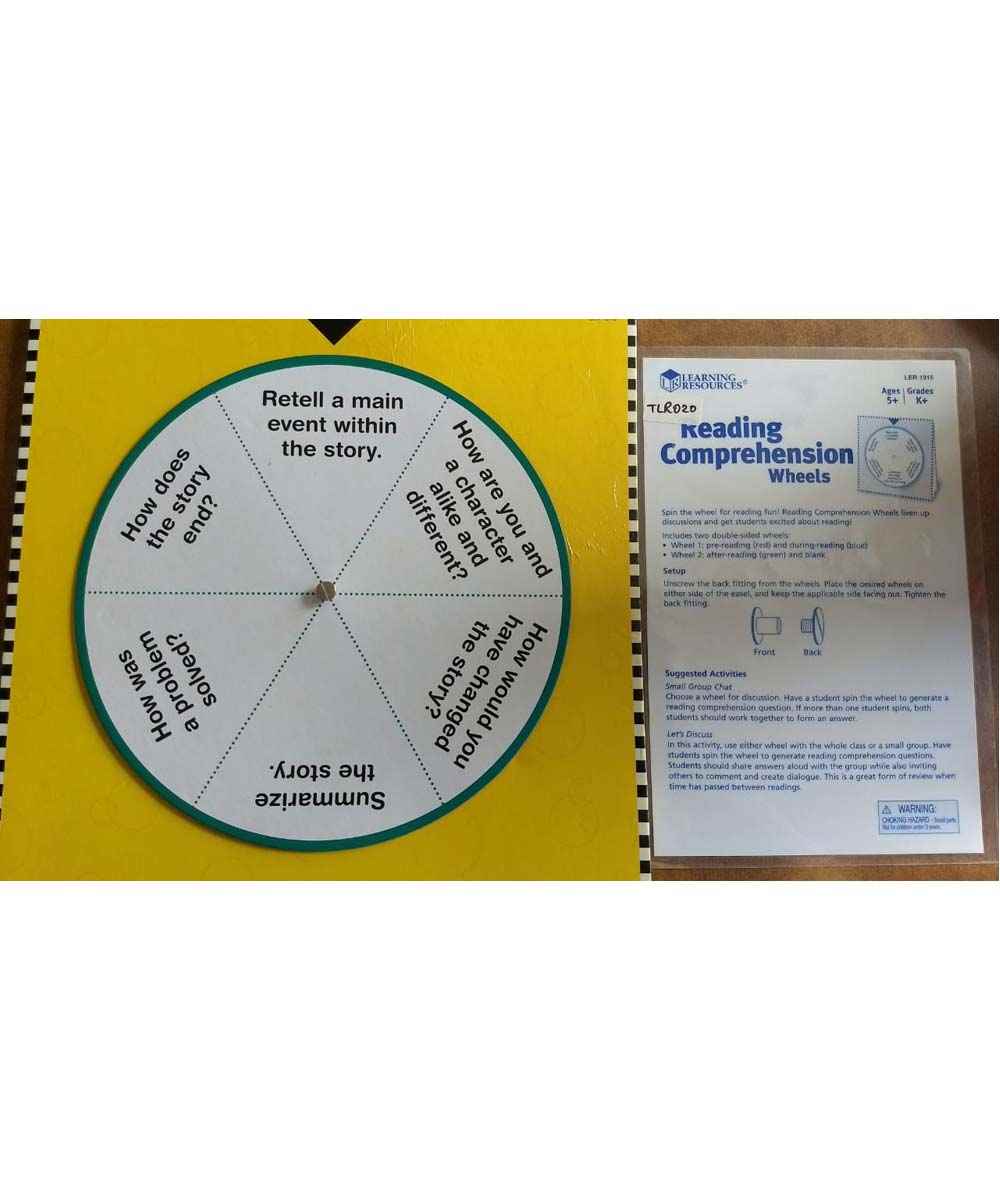 Retell a main
event within
the story.
How are you and
a character
alike and
different?
How would you
have changed
the story?
Summarize
the story.
How was
a problem
solved?
How does
the story
end?
LEARNING
RESOURCES®
LER 1015
Ages Grades
5+ K+
TLR020
Reading
Comprehension
Wheels
Spin the wheel for reading fun! Reading Comprehension Wheels liven up
discussions and get students excited about reading!
Includes two double-sided wheels:
• Wheel 1: pre-reading (red) and during-reading (blue)
• Wheel 2: after-reading (green) and blank
Setup
Unscrew the back fitting from the wheels. Place the desired wheels on
either side of the easel, and keep the applicable side facing out. Tighten the
back fitting.
Front Back
Suggested Activities
Small Group Chat
Choose a wheel for discussion. Have a student spin the wheel to generate a
reading comprehension question. If more than one student spins, both
students should work together to form an answer.
Let's Discuss
In this activity, use either wheel with the whole class or a small group. Have
students spin the wheel to generate reading comprehension questions.
Students should share answers aloud with the group while also inviting
others to comment and create dialogue. This is a great form of review when
time has passed between readings.
WARNING:
CHOKING HAZARD - Small parts.
Not for children under 3 years.